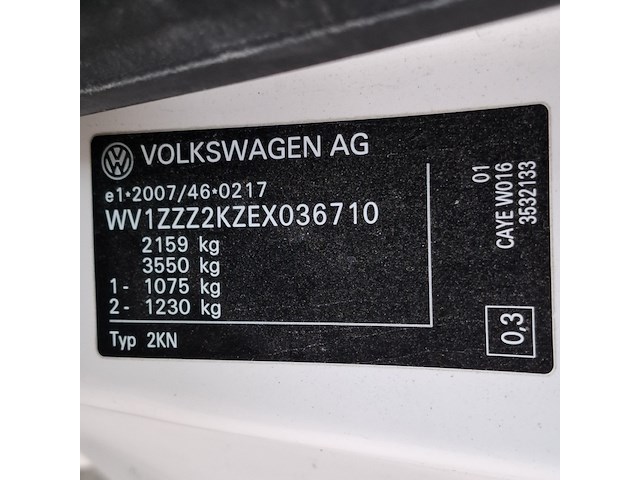 VOLKSWAGEN AG
e1*2007/46*0217
WV1ZZZ2KZEX036710
2159 kg
3550 kg
1- 1075 kg
2- 1230 kg
Typ 2KN
01
CAYE W016
3532133
0,3